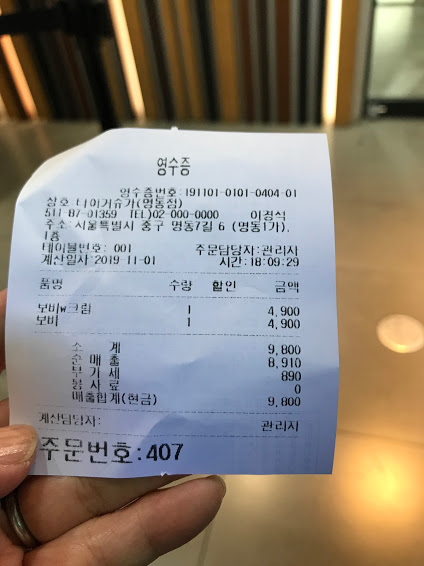 영수증
영수증번호:191101-0101-0404-01
상호:타이거슈가(명동점)
511-87-01359 TEL)02-000-0000 이정식
주소:서울특별시 중구 명동7길 6 (명동1가),
1층
테이블번호: 001 주문담당자:관리자
계산일자:2019-11-01 시간:18:09:29
품명 수량 할인 금액
보바w크림 1 4,900
보바 1 4,900
소 계 9,800
순 매 출 8,910
부 가 세 890
봉 사 료 0
매출합계(현금) 9,800
계산담당자: 관리자
주문번호:407